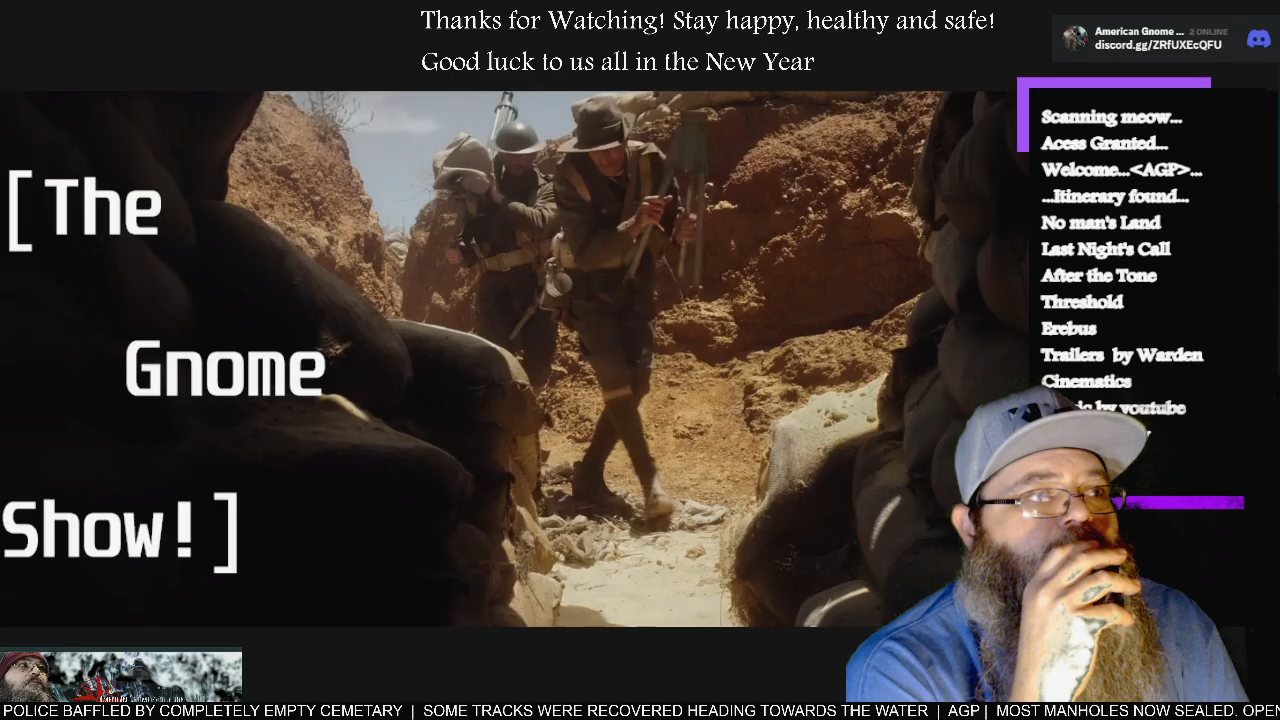 Thanks for Watching! Stay happy, healthy and safe!
Good luck to us all in the New Year
American Gnome ... 2 ONLINE
discord.gg/ZRfUXEcQFU
[The
Gnome
Show!]
Scanning meow...
Acess Granted...
Welcome...<AGP>...
...Itinerary found...
No man's Land
Last Night's Call
After the Tone
Threshold
Erebus
Trailers by Warden
Cinematics
by youtube
POLICE BAFFLED BY COMPLETELY EMPTY CEMETARY | SOME TRACKS WERE RECOVERED HEADING TOWARDS THE WATER | AGP | MOST MANHOLES NOW SEALED. OPEN